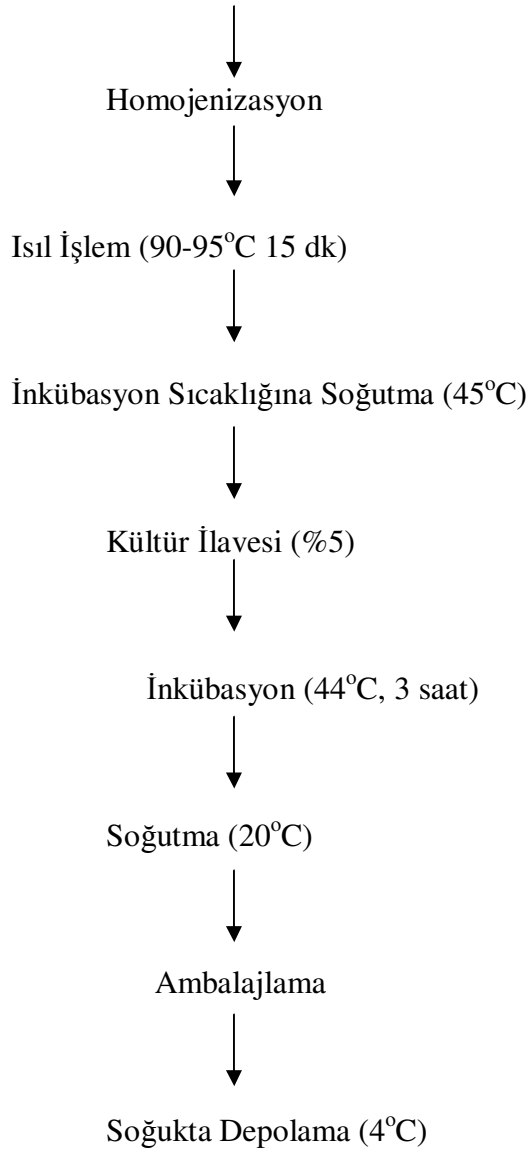 Homojenizasyon
Isıl İşlem (90-95°C 15 dk)
İnkübasyon Sıcaklığına Soğutma (45°C)
Kültür İlavesi (%5)
İnkübasyon (44°C, 3 saat)
Soğutma (20°C)
Ambalajlama
Soğukta Depolama (4°C)